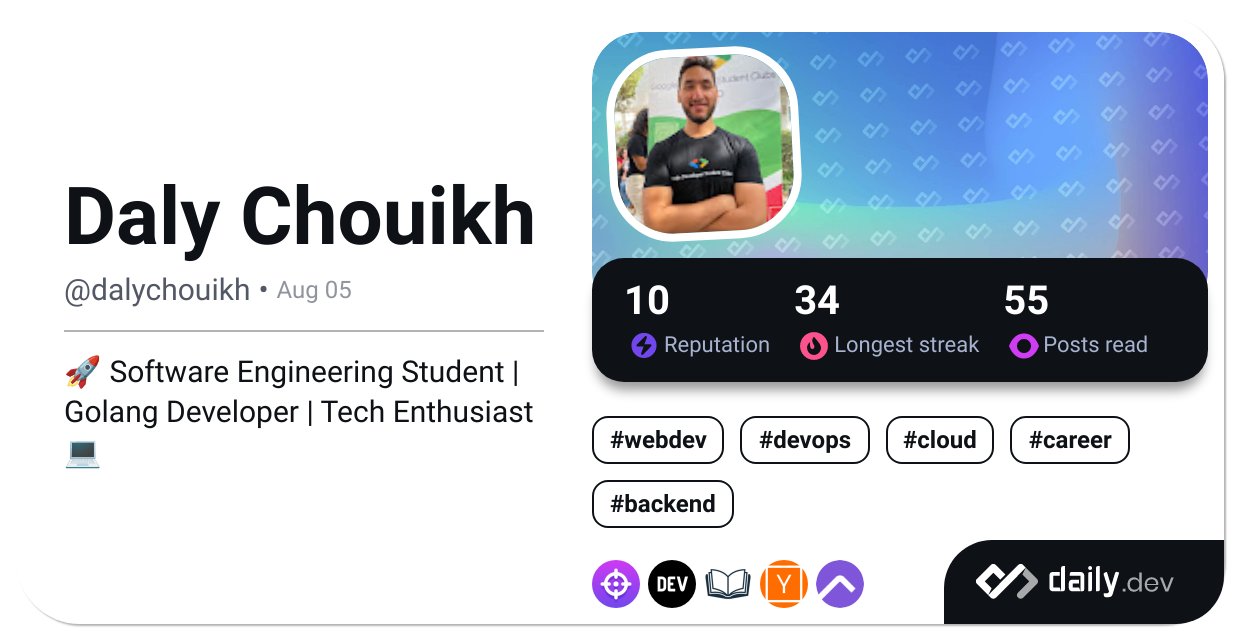 Daly Chouikh
@dalychouikh • Aug 05
🚀 Software Engineering Student |
Golang Developer | Tech Enthusiast
💻
10 34 55
Reputation Longest streak Posts read
#webdev #devops #cloud #career
#backend
DEV Y
daily.dev